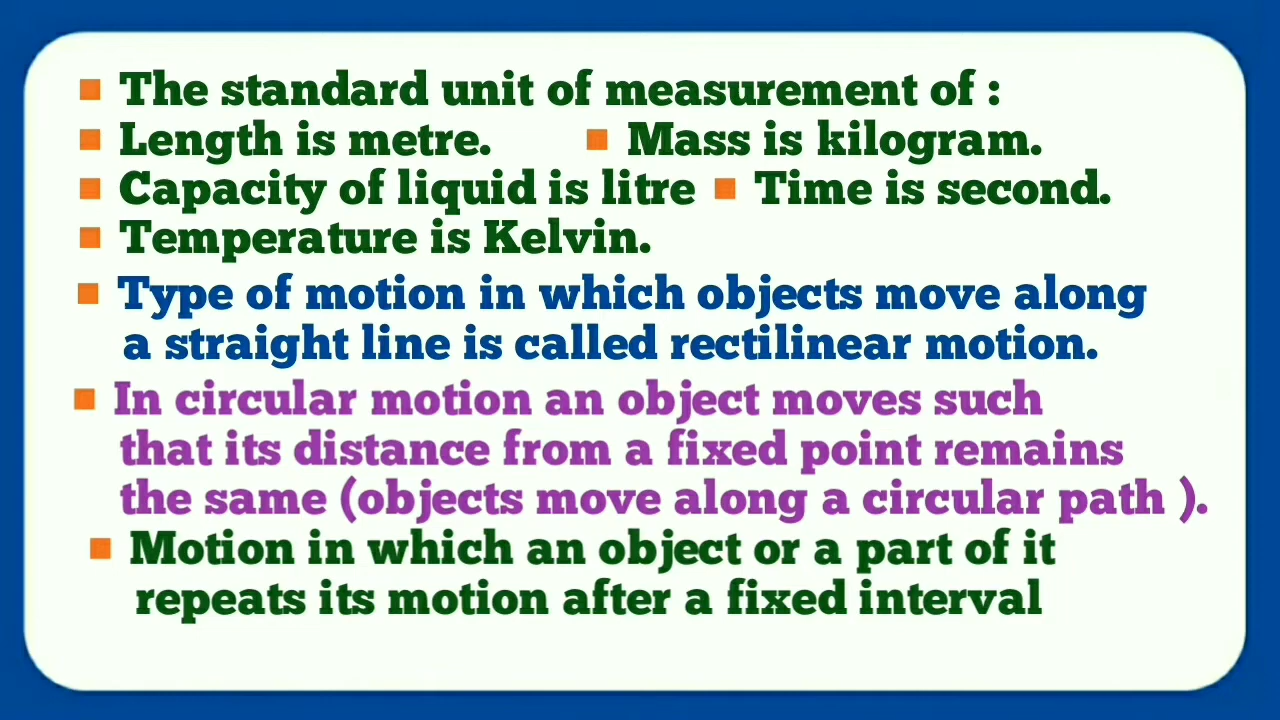 The standard unit of measurement of :
Length is metre. Mass is kilogram.
Capacity of liquid is litre Time is second.
Temperature is Kelvin.
Type of motion in which objects move along
a straight line is called rectilinear motion.
In circular motion an object moves such
that its distance from a fixed point remains
the same (objects move along a circular path ).
Motion in which an object or a part of it
repeats its motion after a fixed interval